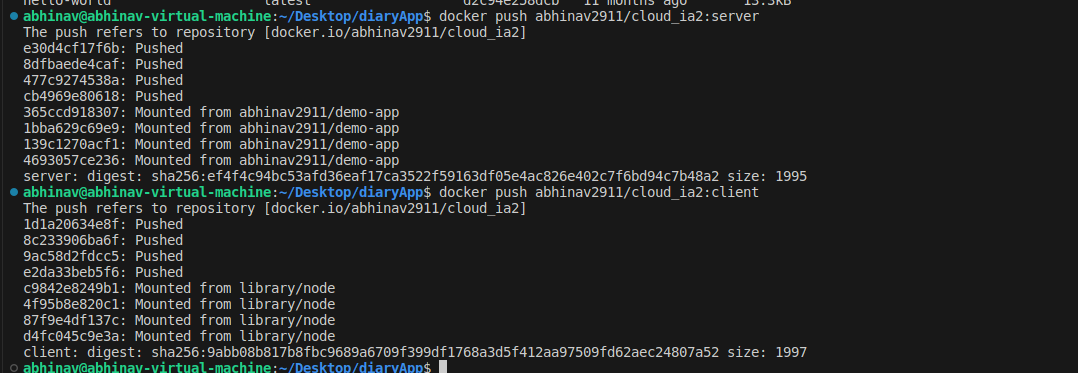 hello-world latest d2c94e258dcb 11 months ago 13.3kB
abhinav@abhinav-virtual-machine:~/Desktop/diaryApp$ docker push abhinav2911/cloud_ia2:server
The push refers to repository [docker.io/abhinav2911/cloud_ia2]
e30d4cf17f6b: Pushed
8dfbaede4caf: Pushed
477c9274538a: Pushed
cb4969e80618: Pushed
365ccd918307: Mounted from abhinav2911/demo-app
1bba629c69e9: Mounted from abhinav2911/demo-app
139c1270acf1: Mounted from abhinav2911/demo-app
4693057ce236: Mounted from abhinav2911/demo-app
server: digest: sha256:ef4f4c94bc53afd36eaf17ca3522f59163df05e4ac826e402c7f6bd94c7b48a2 size: 1995
abhinav@abhinav-virtual-machine:~/Desktop/diaryApp$ docker push abhinav2911/cloud_ia2:client
The push refers to repository [docker.io/abhinav2911/cloud_ia2]
1d1a20634e8f: Pushed
8c233906ba6f: Pushed
9ac58d2fdcc5: Pushed
e2da33beb5f6: Pushed
c9842e8249b1: Mounted from library/node
4f95b8e820c1: Mounted from library/node
87f9e4df137c: Mounted from library/node
d4fc045c9e3a: Mounted from library/node
client: digest: sha256:9abb08b817b8fbc9689a6709f399df1768a3d5f412aa97509fd62aec24807a52 size: 1997
abhinav@abhinav-virtual-machine:~/Desktop/diaryApp$